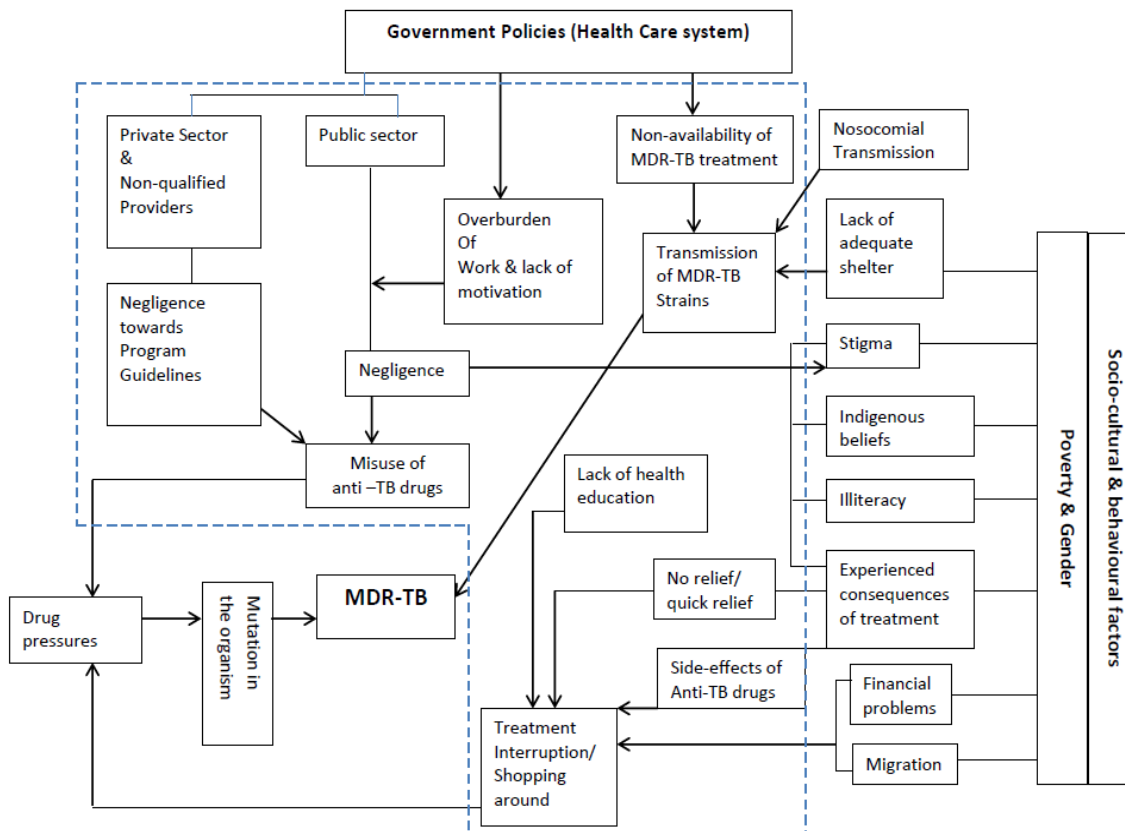 Government Policies (Health Care system)
Private Sector
&
Non-qualified
Providers
Public sector
Non-availability of
MDR-TB treatment
Nosocomial
Transmission
Overburden
Of
Work & lack of
motivation
Transmission
of MDR-TB
Strains
Lack of
adequate
shelter
Negligence
towards
Program
Guidelines
Negligence
Stigma
Indigenous
beliefs
Misuse of
anti –TB drugs
Lack of health
education
Illiteracy
Experienced
consequences
of treatment
No relief/
quick relief
MDR-TB
Mutation in
the organism
Drug
pressures
Side-effects of
Anti-TB drugs
Financial
problems
Treatment
Interruption/
Shopping
around
Migration
Poverty & Gender
Socio-cultural & behavioural factors